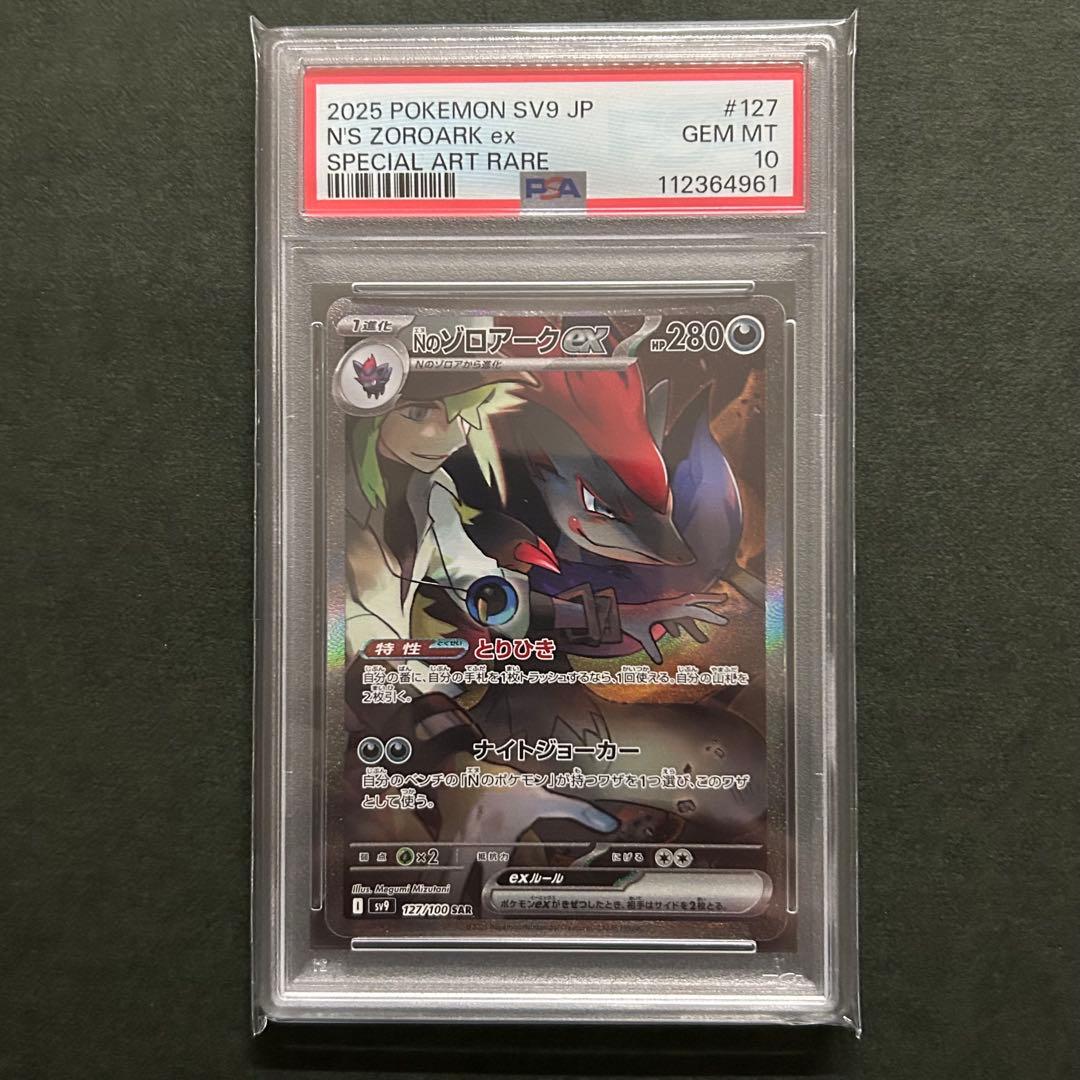 2025 POKEMON SV9 JP #127
N'S ZOROARK ex GEM MT
SPECIAL ART RARE 10
PSA 112364961
1進化 Nのゾロアークex HP280
Nのゾロアから進化
特性 とくせい とりひき
自分の番に、自分の手札を1枚トラッシュするなら、1回使える。自分の山札を
2枚引く。
ナイトジョーカー
自分のベンチの「Nのポケモン」が持つワザを1つ選び、このワザ
として使う。
弱点 ×2 抵抗力 にげる
Illus. Megumi Mizutani exルール
I sv9 127/100 SAR ポケモンexがきぜつしたとき、相手はサイドを2枚とる。